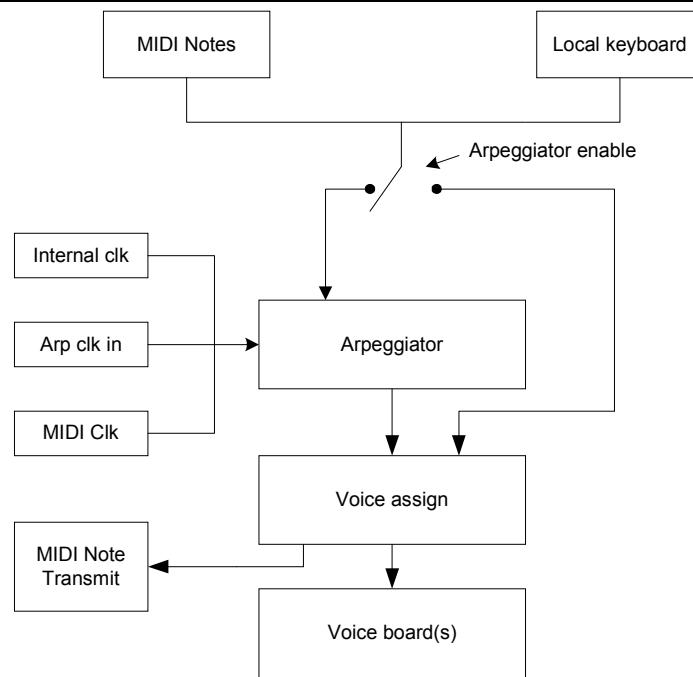 MIDI Notes
Local keyboard
Arpeggiator enable
Internal clk
Arp clk in
Arpeggiator
MIDI Clk
Voice assign
MIDI Note
Transmit
Voice board(s)